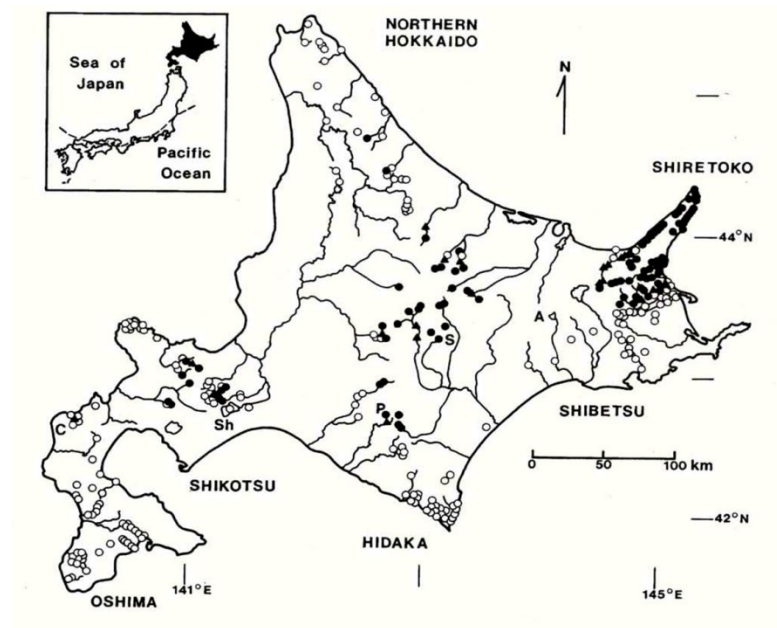 NORTHERN
HOKKAIDO
Sea of
Japan
Pacific
Ocean
N
SHIRETOKO
44°N
A
S
P
C
Sh
SHIBETSU
0 50 100 km
SHIKOTSU
42°N
HIDAKA
141°E
145°E
OSHIMA